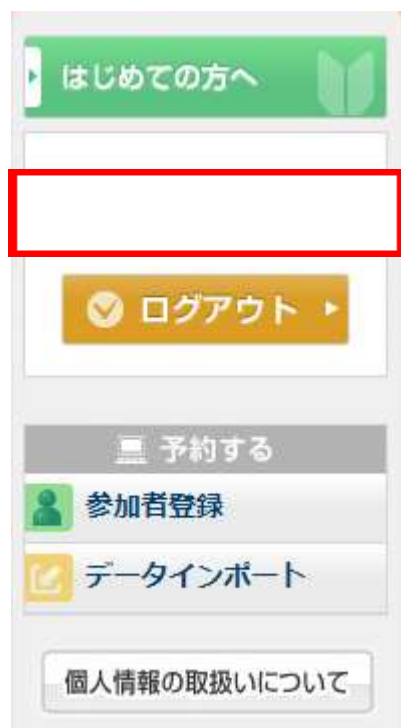 はじめての方へ
ログアウト
予約する
参加者登録
データインポート
個人情報の取扱いについて